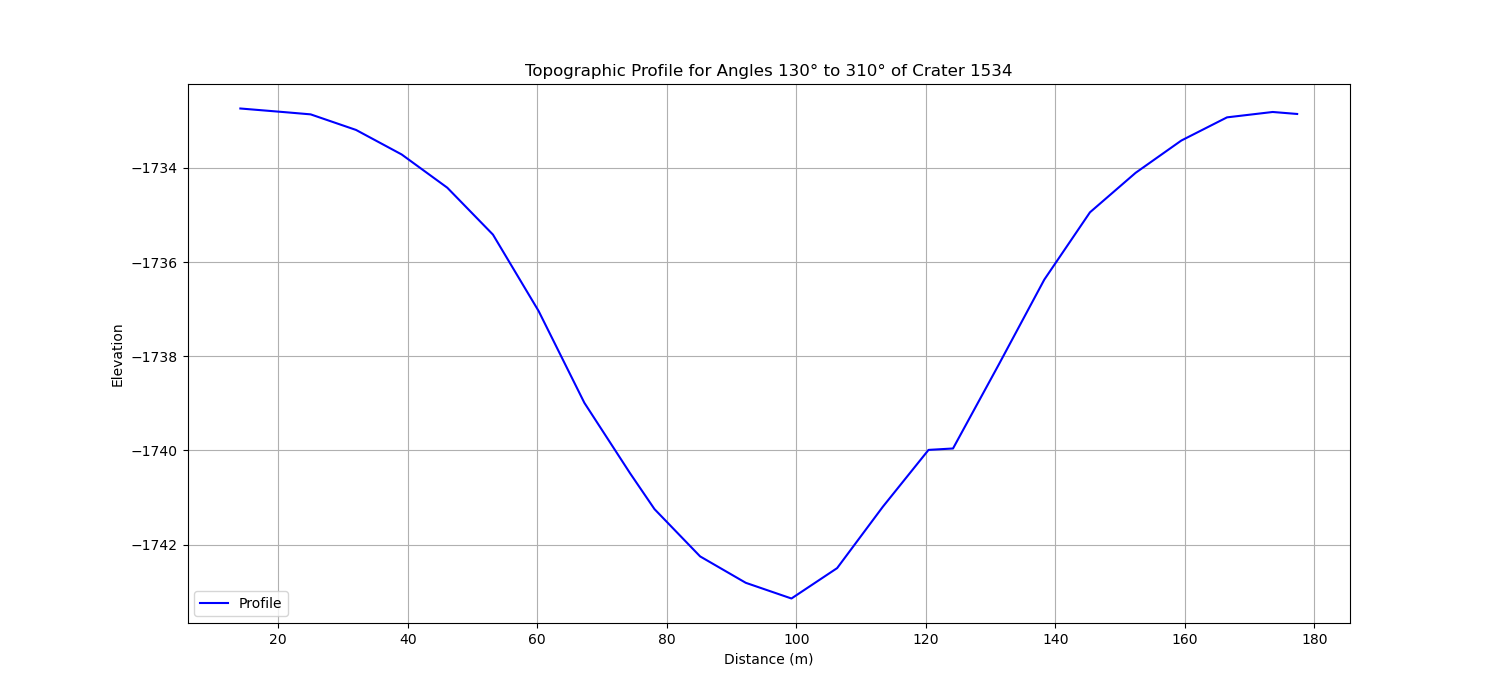 Topographic Profile for Angles 130° to 310° of Crater 1534
Elevation
−1734
−1736
−1738
−1740
−1742
Profile
20 40 60 80 100 120 140 160 180
Distance (m)